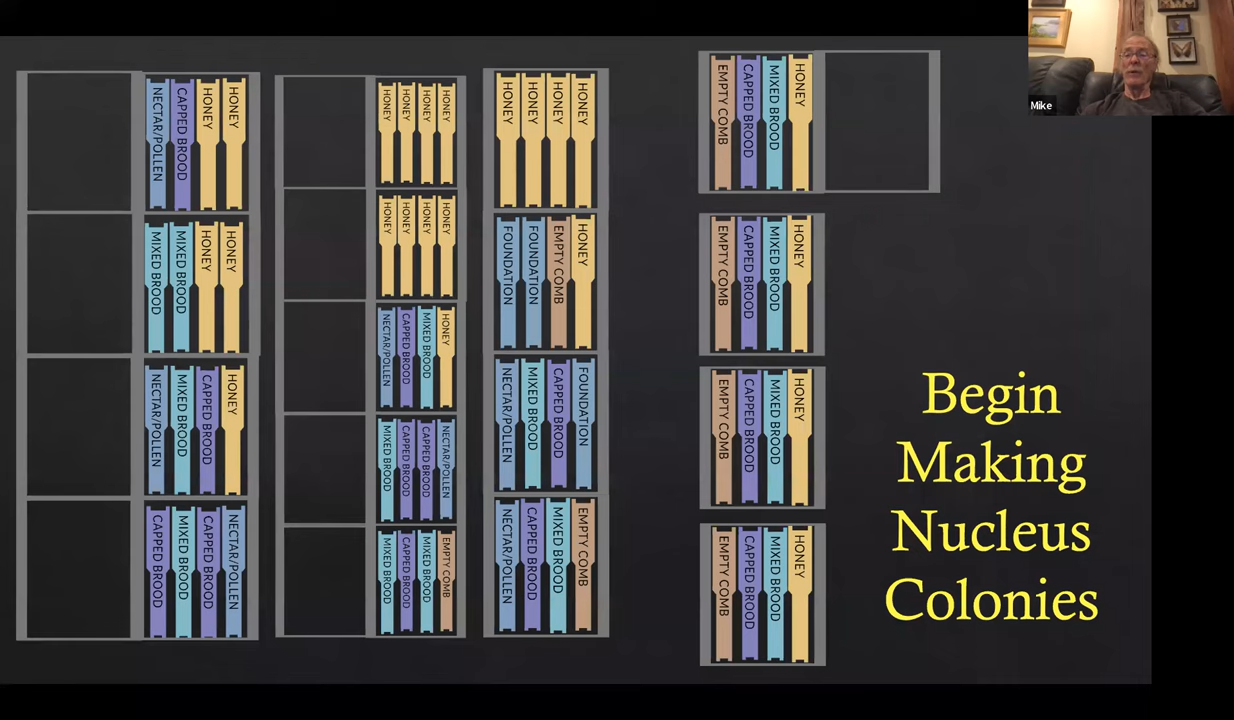 NECTAR/POLLEN
CAPPED BROOD
HONEY
HONEY
MIXED BROOD
MIXED BROOD
HONEY
HONEY
NECTAR/POLLEN
MIXED BROOD
CAPPED BROOD
HONEY
CAPPED BROOD
MIXED BROOD
CAPPED BROOD
NECTAR/POLLEN
HONEY
HONEY
HONEY
HONEY
HONEY
HONEY
HONEY
HONEY
NECTAR/POLLEN
CAPPED BROOD
MIXED BROOD
HONEY
MIXED BROOD
CAPPED BROOD
CAPPED BROOD
NECTAR/POLLEN
MIXED BROOD
CAPPED BROOD
MIXED BROOD
EMPTY COMB
HONEY
HONEY
HONEY
HONEY
FOUNDATION
FOUNDATION
EMPTY COMB
HONEY
NECTAR/POLLEN
MIXED BROOD
CAPPED BROOD
FOUNDATION
NECTAR/POLLEN
CAPPED BROOD
MIXED BROOD
EMPTY COMB
EMPTY COMB
CAPPED BROOD
MIXED BROOD
HONEY
EMPTY COMB
CAPPED BROOD
MIXED BROOD
HONEY
EMPTY COMB
CAPPED BROOD
MIXED BROOD
HONEY
EMPTY COMB
CAPPED BROOD
MIXED BROOD
HONEY
Begin
Making
Nucleus
Colonies
Mike